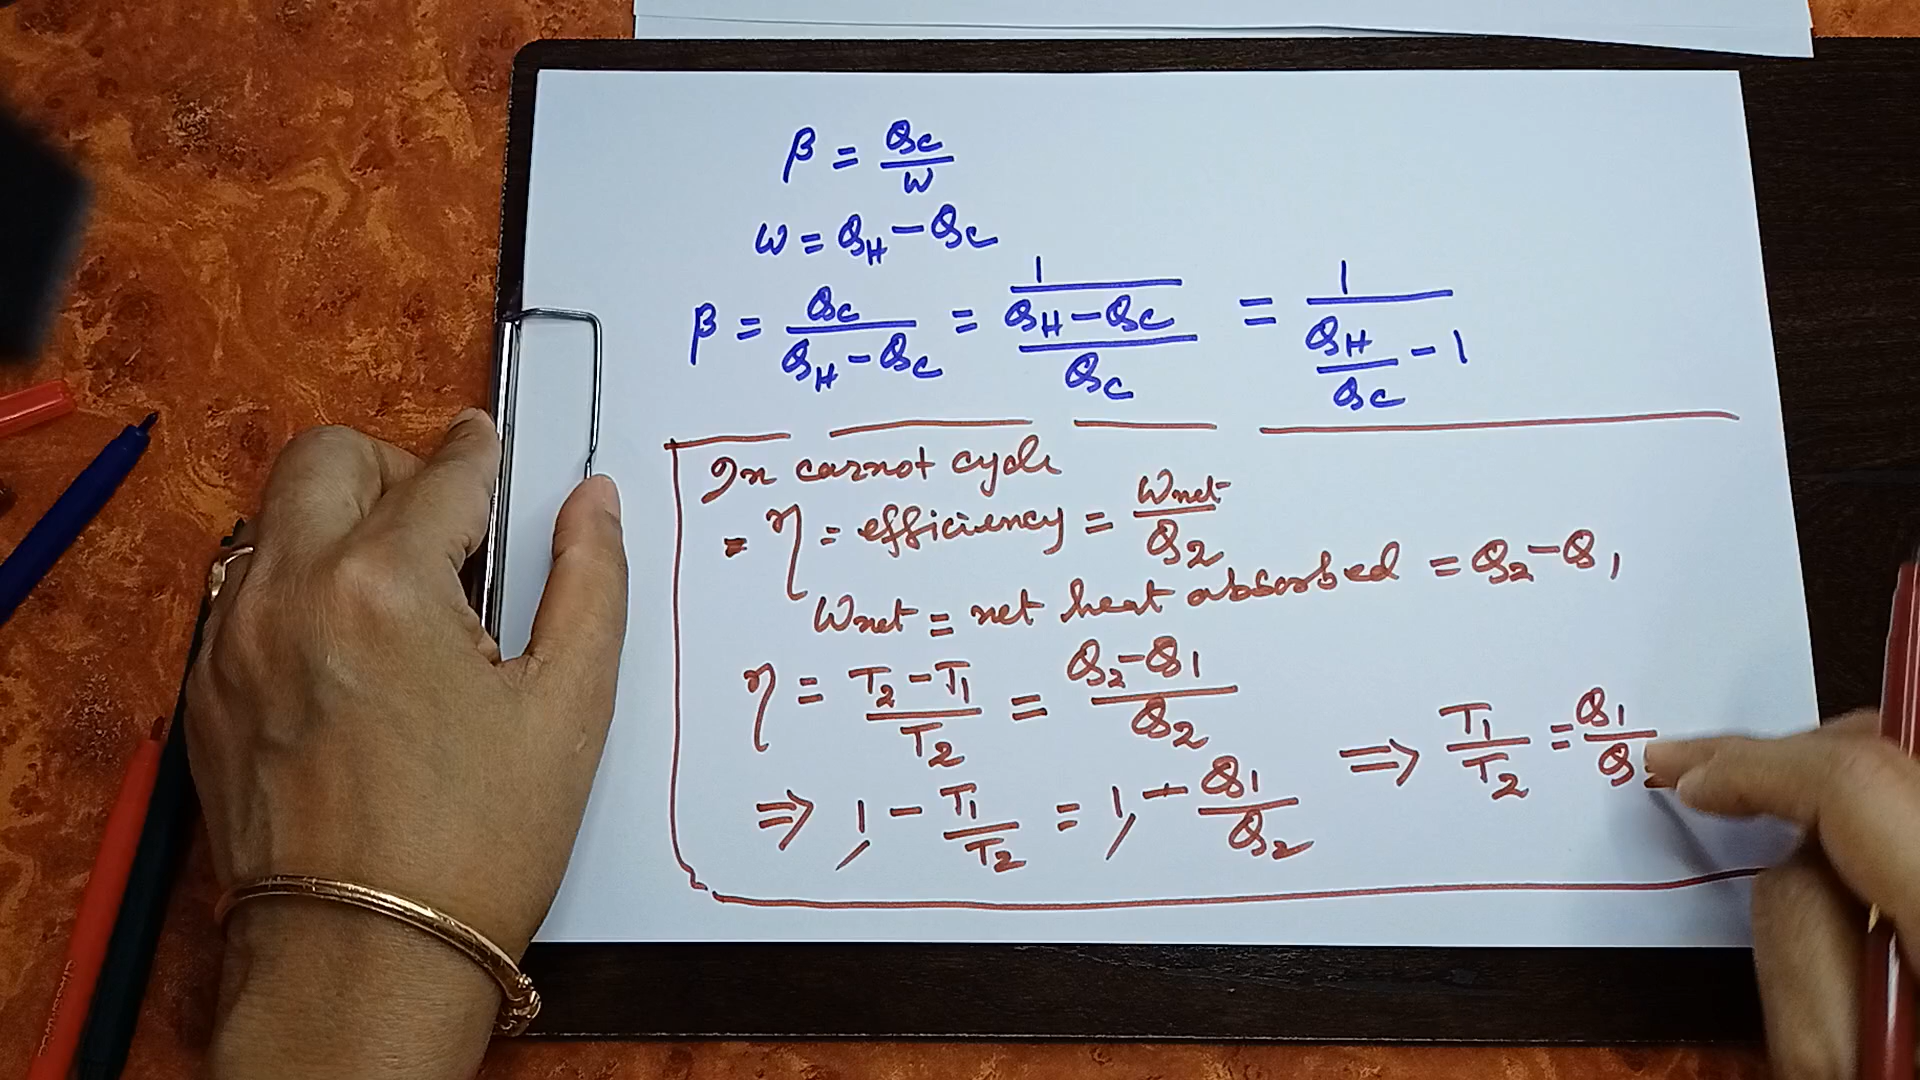 β = Qc/W
W = QH − Qc
β = Qc/(QH − Qc) = 1/((QH − Qc)/Qc) = 1/(QH/Qc − 1)
In carnot cycle
= η = efficiency = Wnet/Q2
Wnet = net heat absorbed = Q2 − Q1
η = (T2 − T1)/T2 = (Q2 − Q1)/Q2
⇒ 1 − T1/T2 = 1 − Q1/Q2 ⇒ T1/T2 = Q1/Q